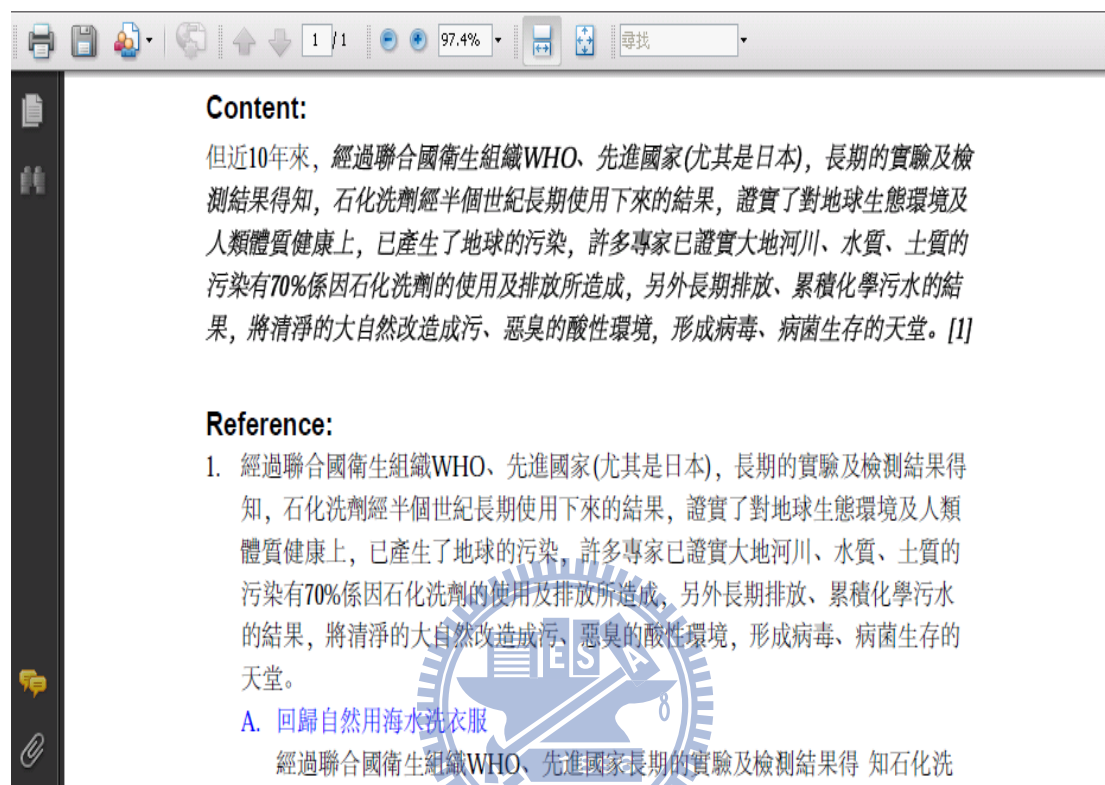 1 / 1 97.4% 尋找
Content:
但近10年來，經過聯合國衛生組織WHO、先進國家(尤其是日本)，長期的實驗及檢
測結果得知，石化洗劑經半個世紀長期使用下來的結果，證實了對地球生態環境及
人類體質健康上，已產生了地球的污染，許多專家已證實大地河川、水質、土質的
污染有70%係因石化洗劑的使用及排放所造成，另外長期排放、累積化學污水的結
果，將清淨的大自然改造成污、惡臭的酸性環境，形成病毒、病菌生存的天堂。[1]
Reference:
1. 經過聯合國衛生組織WHO、先進國家(尤其是日本)，長期的實驗及檢測結果得
知，石化洗劑經半個世紀長期使用下來的結果，證實了對地球生態環境及人類
體質健康上，已產生了地球的污染，許多專家已證實大地河川、水質、土質的
污染有70%係因石化洗劑的使用及排放所造成，另外長期排放、累積化學污水
的結果，將清淨的大自然改造成污、惡臭的酸性環境，形成病毒、病菌生存的
天堂。
ESA
8
A. 回歸自然用海水洗衣服
經過聯合國衛生組織WHO、先進國家長期的實驗及檢測結果得 知石化洗